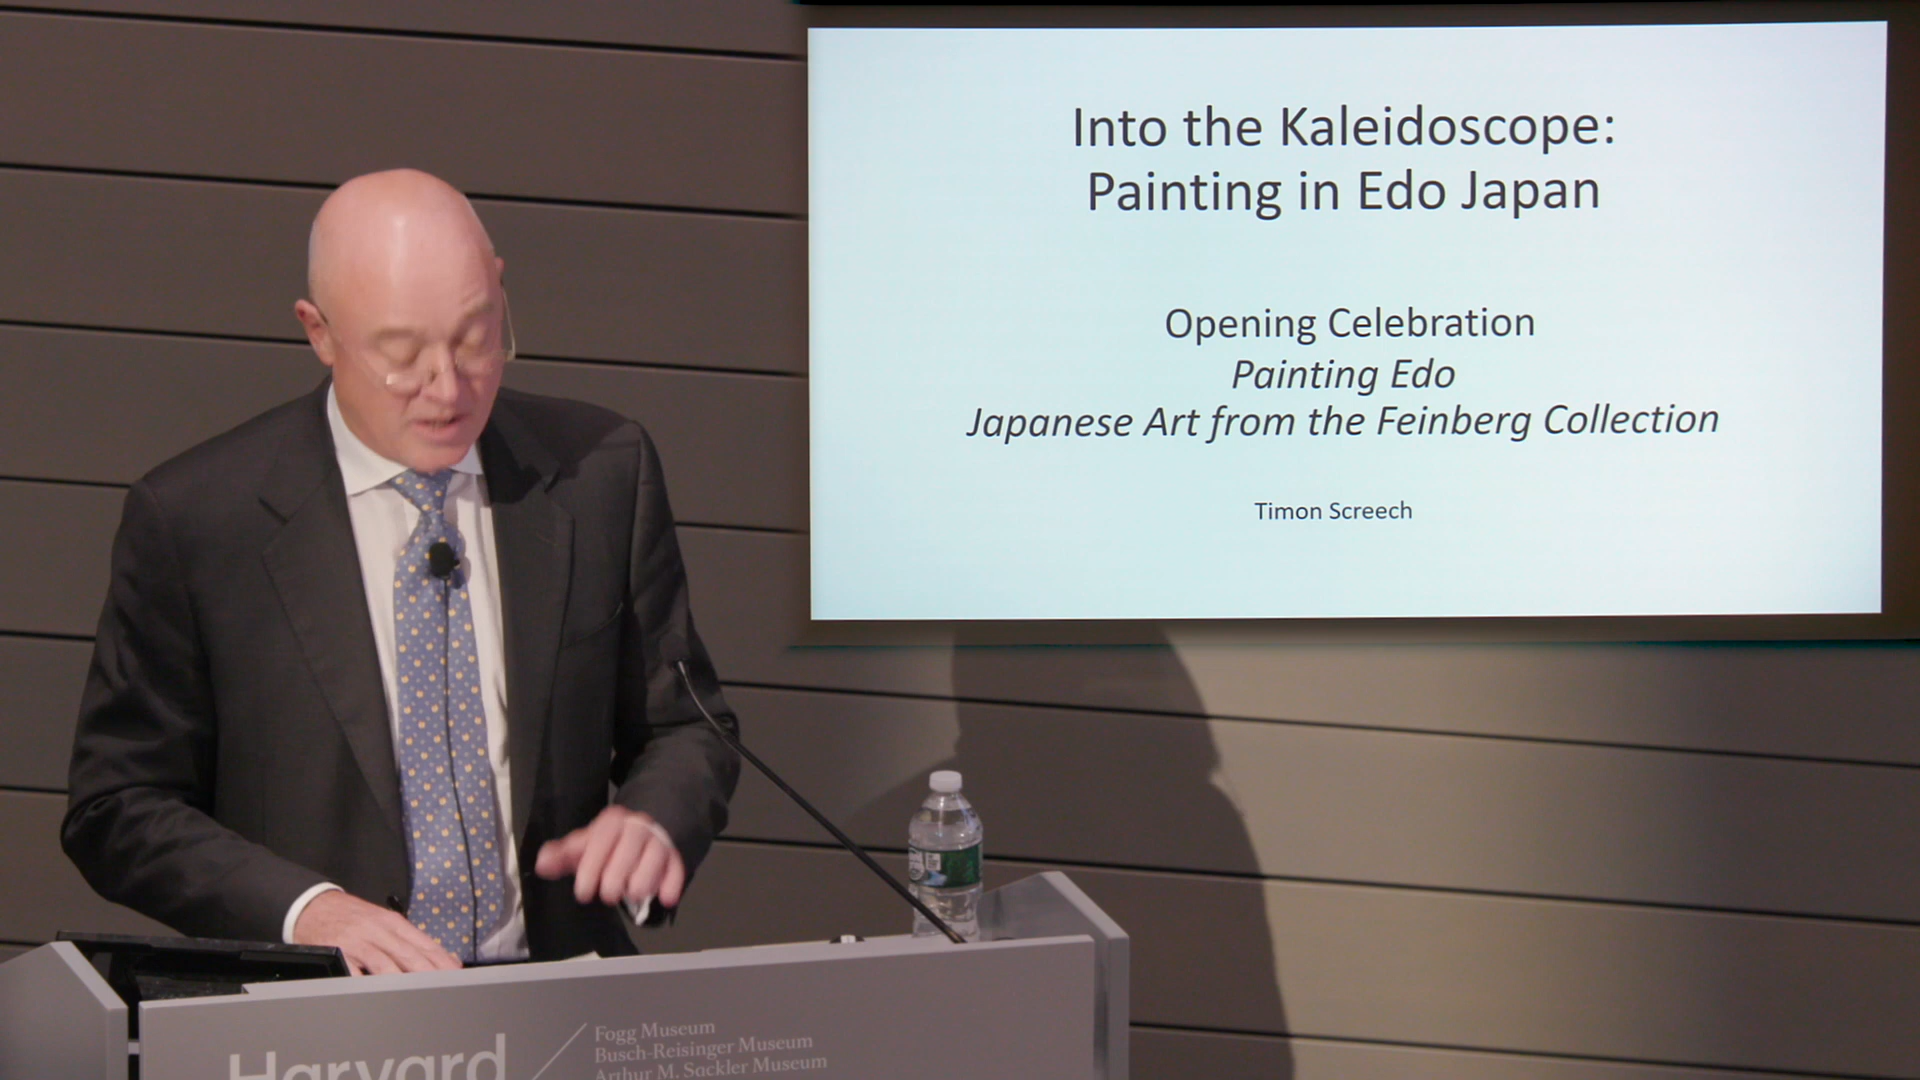 Into the Kaleidoscope:
Painting in Edo Japan
Opening Celebration
Painting Edo
Japanese Art from the Feinberg Collection
Timon Screech
Harvard
Fogg Museum
Busch-Reisinger Museum
Arthur M. Sackler Museum